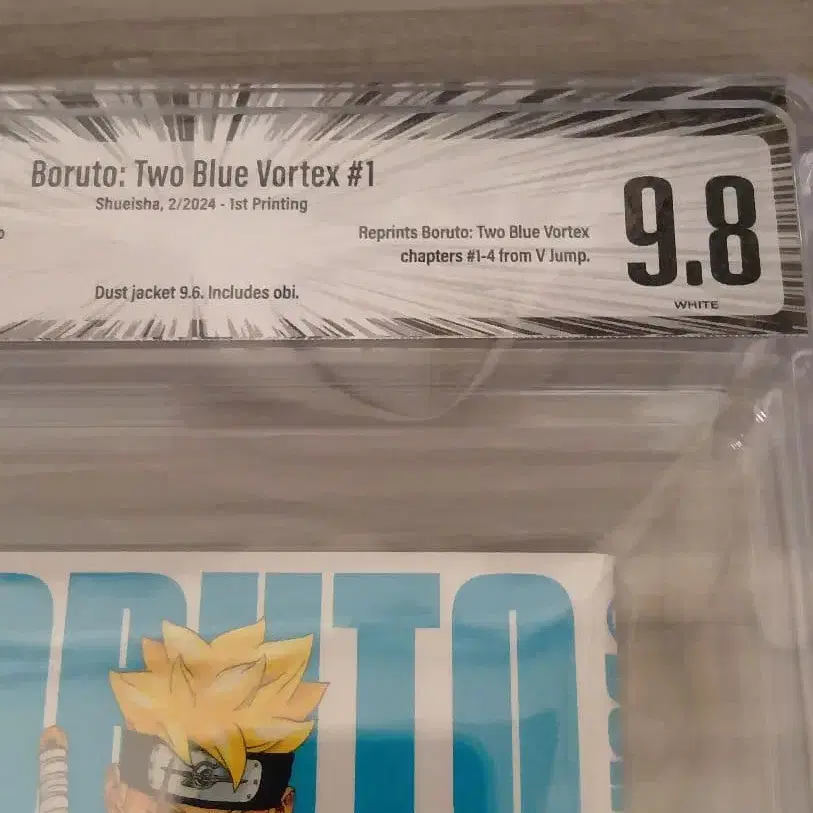 Boruto: Two Blue Vortex #1
Shueisha, 2/2024 - 1st Printing
Reprints Boruto: Two Blue Vortex
chapters #1-4 from V Jump.
Dust jacket 9.6. Includes obi.
9.8
WHITE
ORUTO